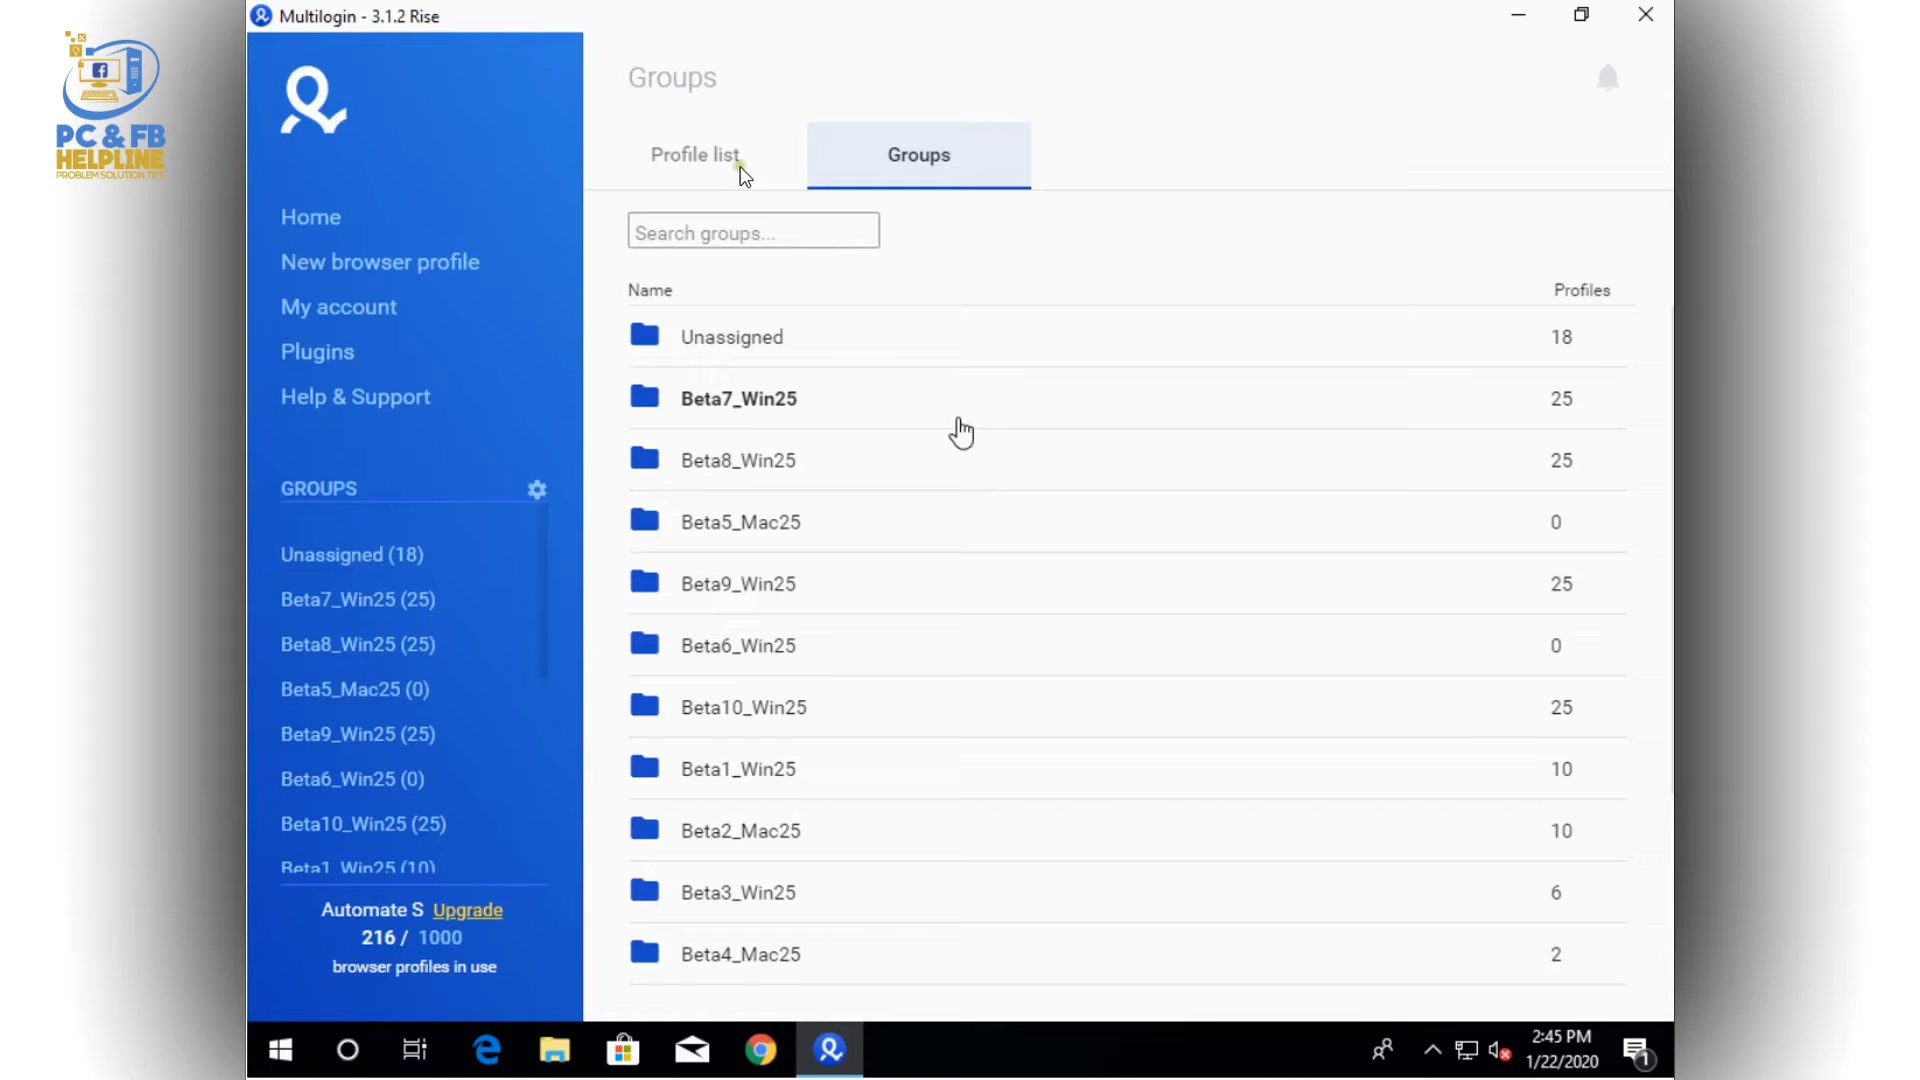 Multilogin - 3.1.2 Rise
PC & FB
HELPLINE
PROBLEM SOLUTION TIPS
Home
New browser profile
My account
Plugins
Help & Support
GROUPS
Unassigned (18)
Beta7_Win25 (25)
Beta8_Win25 (25)
Beta5_Mac25 (0)
Beta9_Win25 (25)
Beta6_Win25 (0)
Beta10_Win25 (25)
Beta1_Win25 (10)
Automate S Upgrade
216 / 1000
browser profiles in use
Groups
Profile list Groups
Search groups...
Name Profiles
Unassigned 18
Beta7_Win25 25
Beta8_Win25 25
Beta5_Mac25 0
Beta9_Win25 25
Beta6_Win25 0
Beta10_Win25 25
Beta1_Win25 10
Beta2_Mac25 10
Beta3_Win25 6
Beta4_Mac25 2
2:45 PM
1/22/2020
1